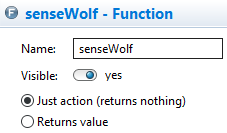 F senseWolf - Function
Name: senseWolf
Visible: yes
Just action (returns nothing)
Returns value